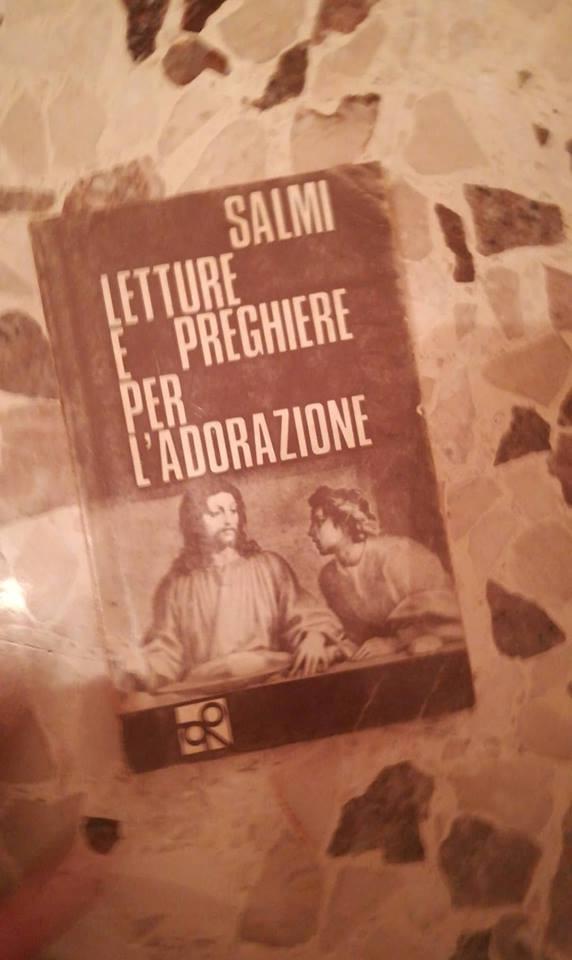 SALMI
LETTURE
E PREGHIERE
PER
L'ADORAZIONE